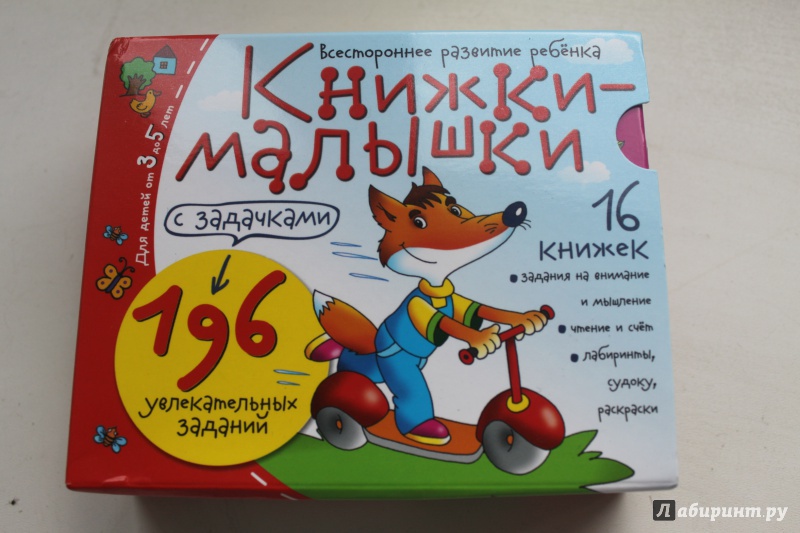 Всестороннее развитие ребёнка
Книжки-
малышки
с задачками
Для детей от 3 до 5 лет
196
увлекательных
заданий
16
книжек
• задания на внимание
и мышление
• чтение и счёт
• лабиринты,
судоку,
раскраски
Лабиринт.ру